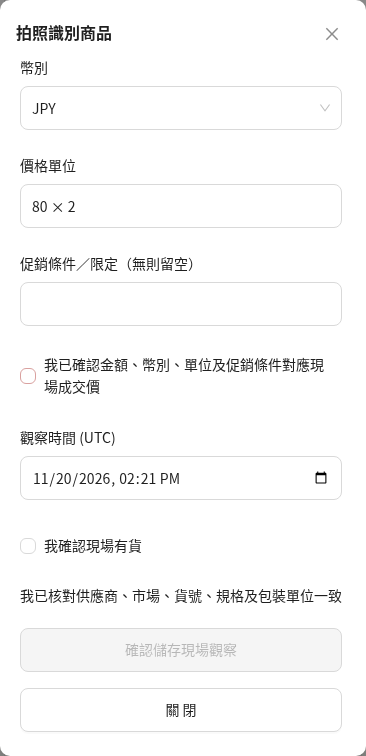 拍照識別商品
幣別
JPY
價格單位
80 × 2
促銷條件／限定（無則留空）
我已確認金額、幣別、單位及促銷條件對應現
場成交價
觀察時間 (UTC)
11/20/2026, 02:21 PM
我確認現場有貨
我已核對供應商、市場、貨號、規格及包裝單位一致
確認儲存現場觀察
關 閉